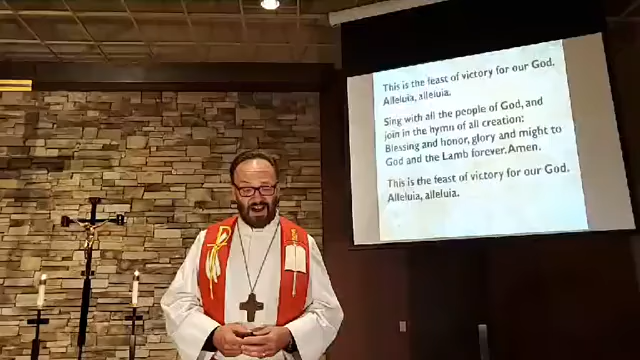 This is the feast of victory for our God.
Alleluia, alleluia.
Sing with all the people of God, and
join in the hymn of all creation:
Blessing and honor, glory and might to
God and the Lamb forever. Amen.
This is the feast of victory for our God.
Alleluia, alleluia.